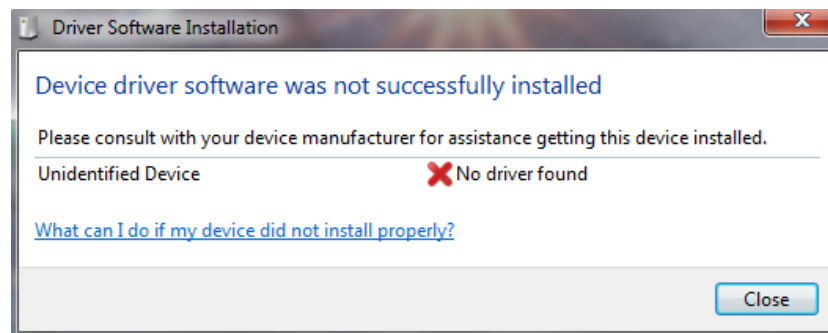 Driver Software Installation
Device driver software was not successfully installed
Please consult with your device manufacturer for assistance getting this device installed.
Unidentified Device No driver found
What can I do if my device did not install properly?
Close